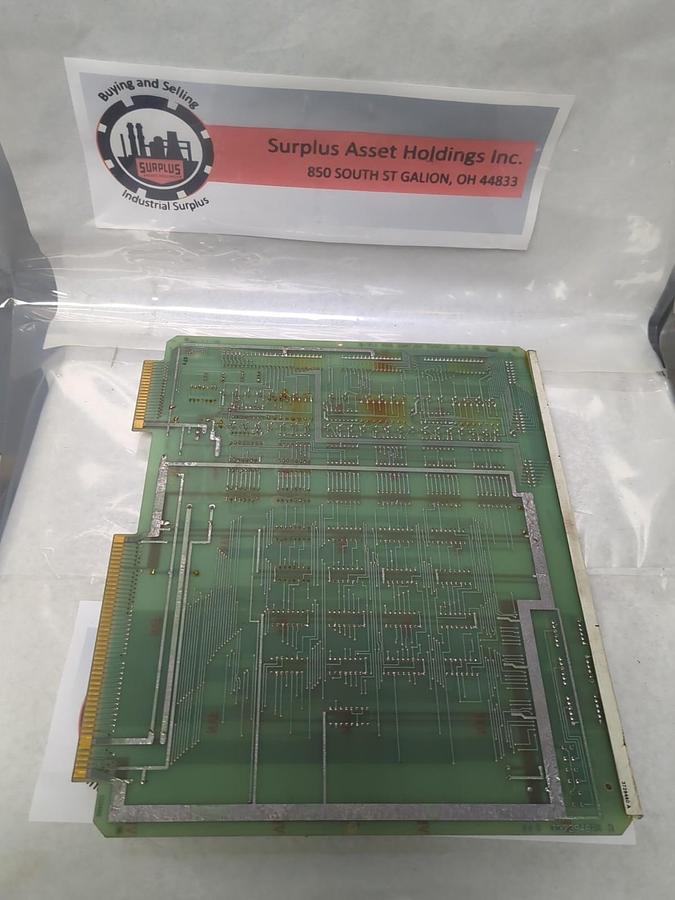 Buying and Selling
SURPLUS
Industrial Surplus
Surplus Asset Holdings Inc.
850 SOUTH ST GALION, OH 44833